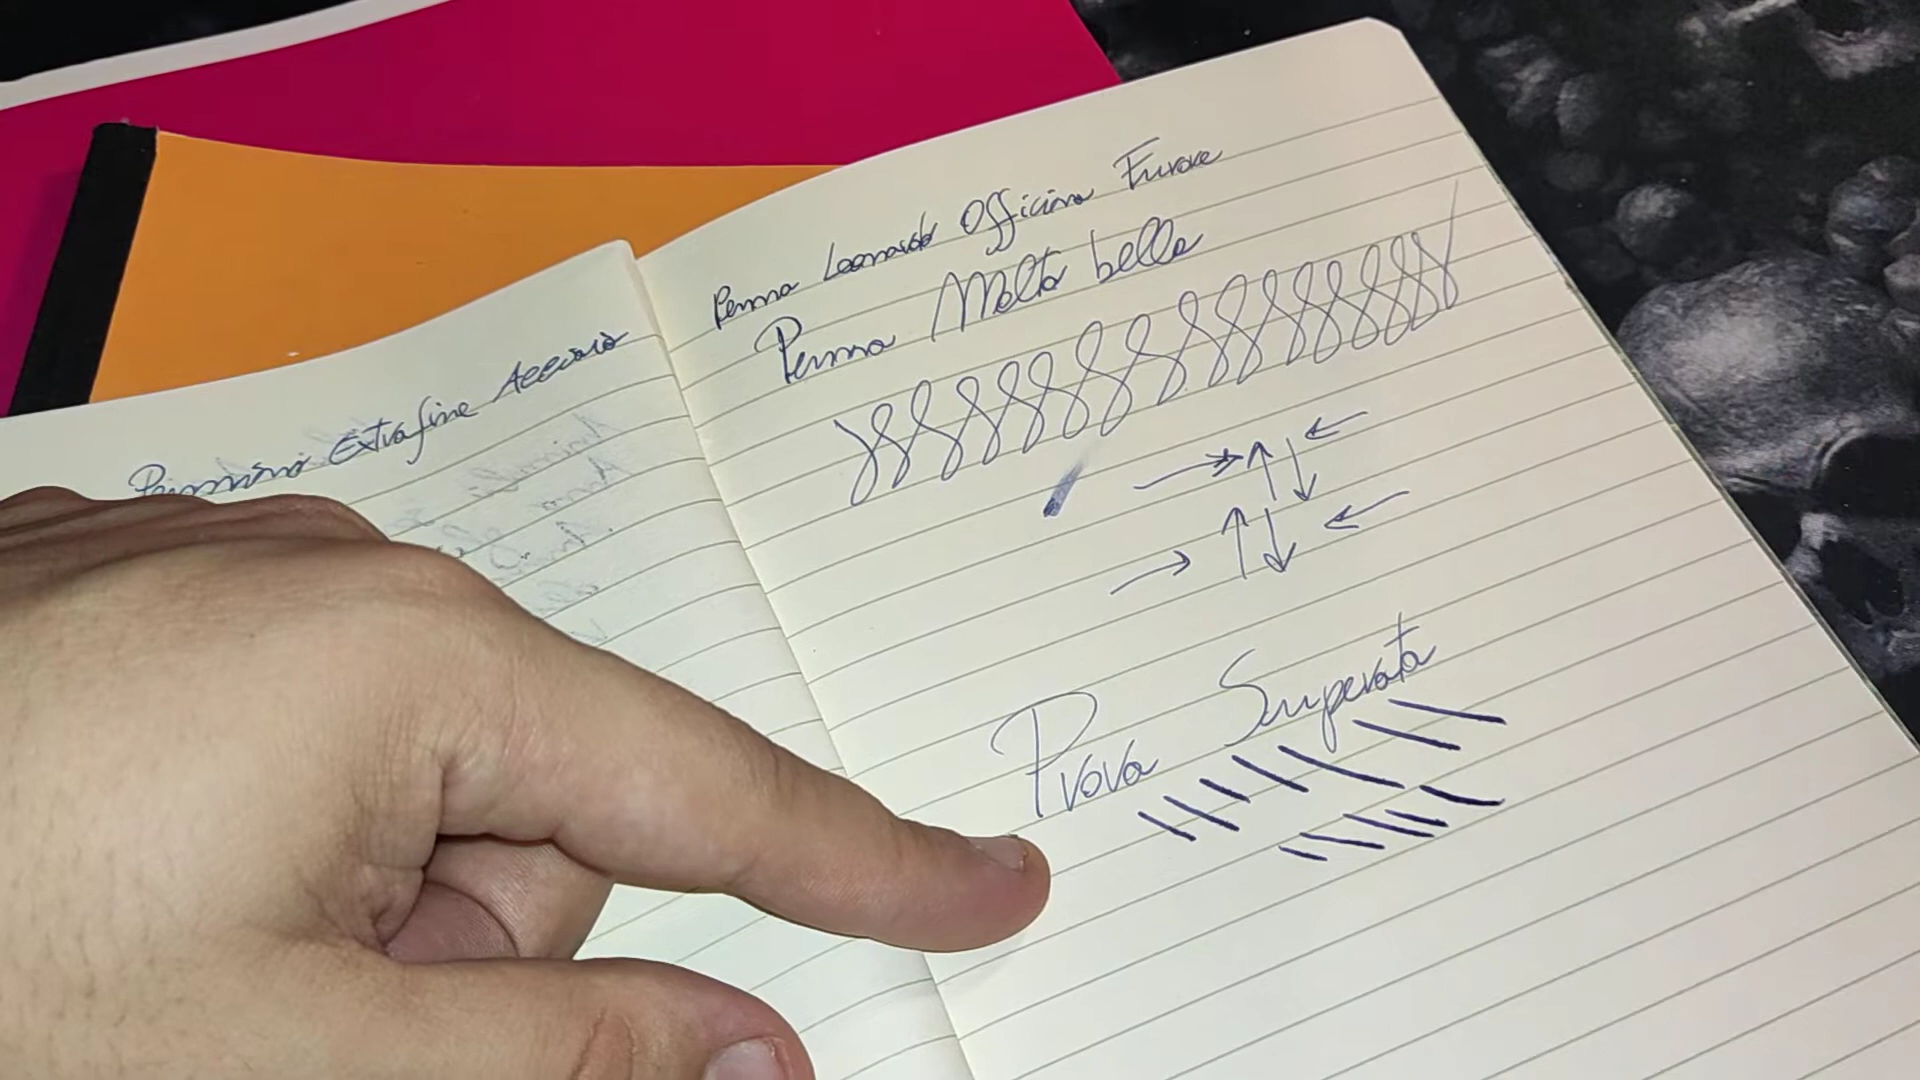 Pennino Extrafine Acciaio
Penna Leonardo Officina Furore
Penna Molto bella
Prova Superata